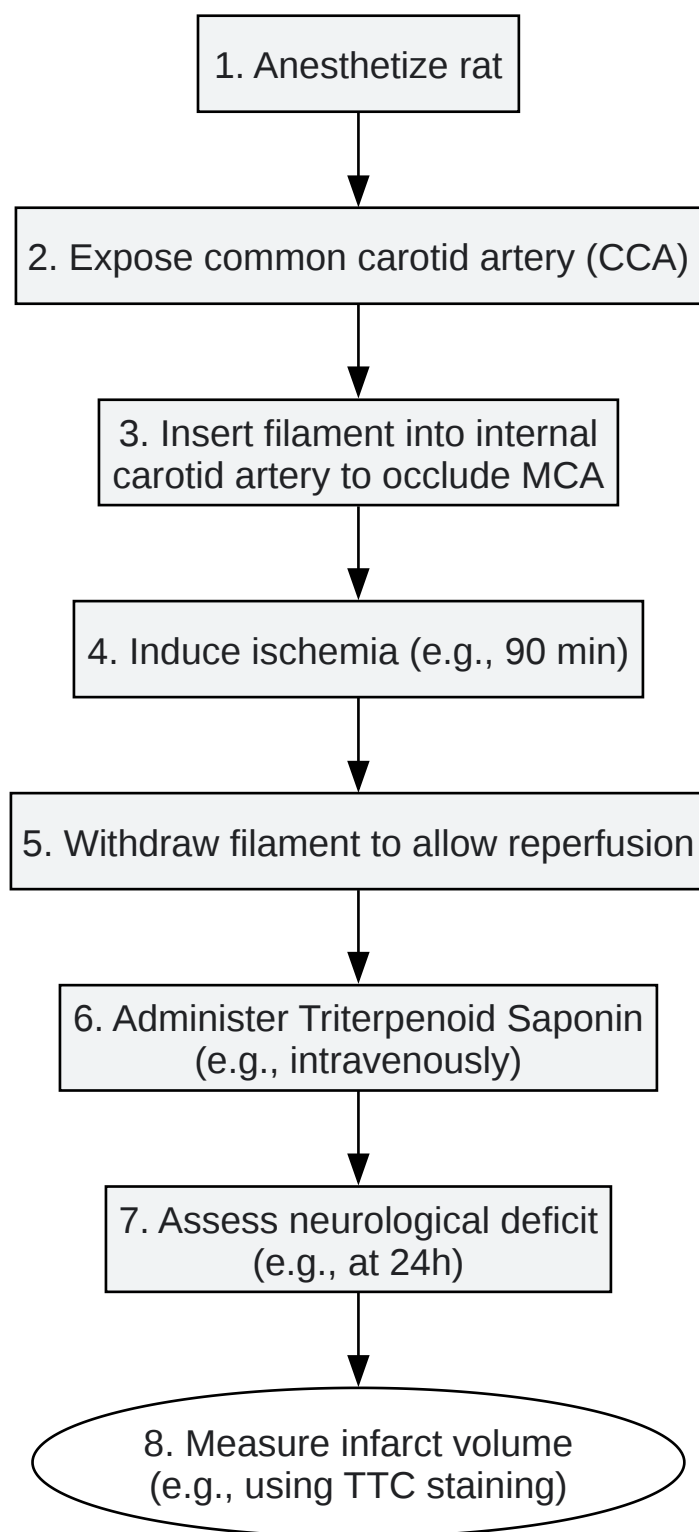 1. Anesthetize rat
2. Expose common carotid artery (CCA)
3. Insert filament into internal
carotid artery to occlude MCA
4. Induce ischemia (e.g., 90 min)
5. Withdraw filament to allow reperfusion
6. Administer Triterpenoid Saponin
(e.g., intravenously)
7. Assess neurological deficit
(e.g., at 24h)
8. Measure infarct volume
(e.g., using TTC staining)